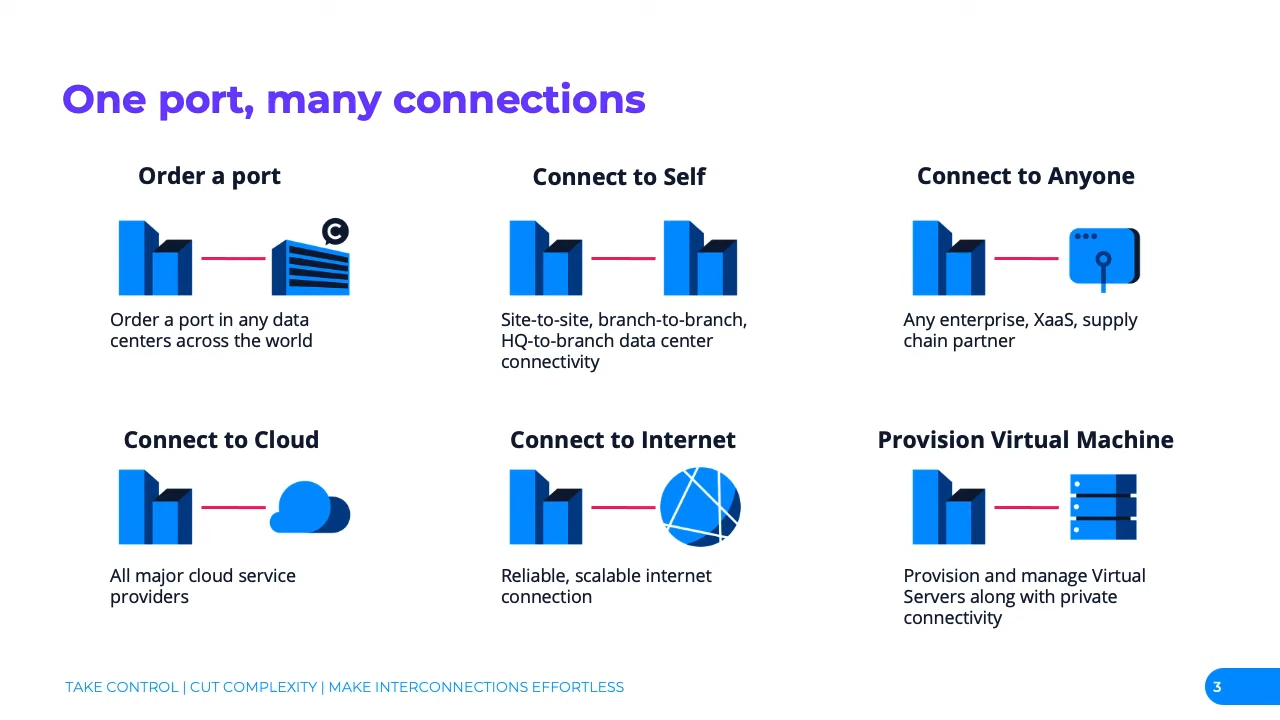 One port, many connections
Order a port
C
Order a port in any data
centers across the world
Connect to Self
Site-to-site, branch-to-branch,
HQ-to-branch data center
connectivity
Connect to Anyone
Any enterprise, XaaS, supply
chain partner
Connect to Cloud
All major cloud service
providers
Connect to Internet
Reliable, scalable internet
connection
Provision Virtual Machine
Provision and manage Virtual
Servers along with private
connectivity
TAKE CONTROL | CUT COMPLEXITY | MAKE INTERCONNECTIONS EFFORTLESS
3